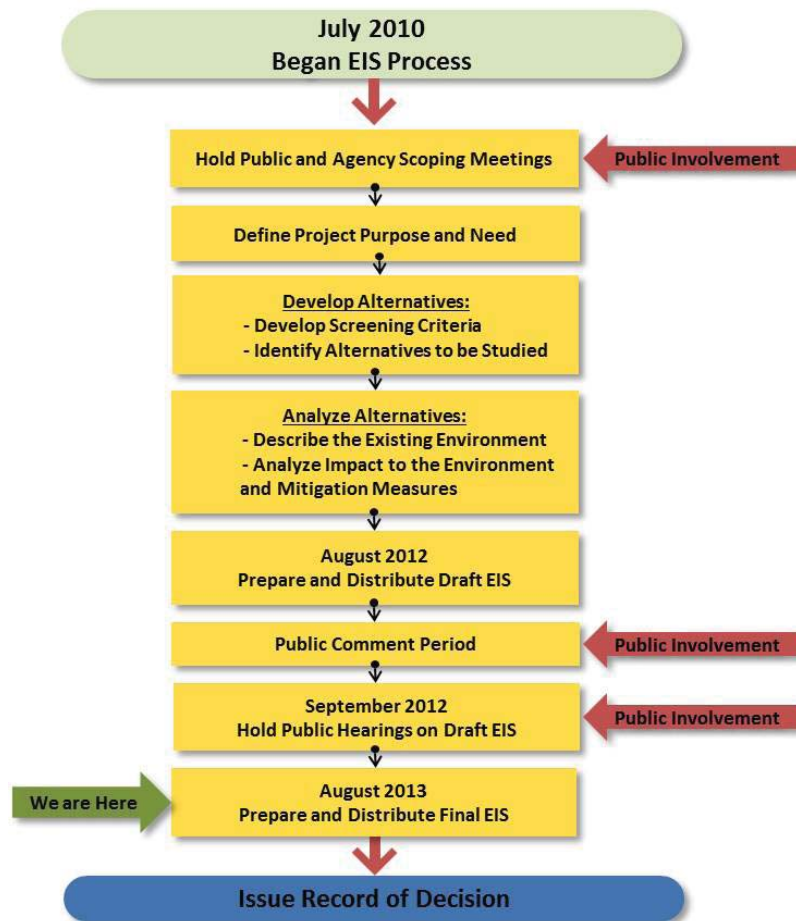 July 2010
Began EIS Process
Hold Public and Agency Scoping Meetings
Public Involvement
Define Project Purpose and Need
Develop Alternatives:
- Develop Screening Criteria
- Identify Alternatives to be Studied
Analyze Alternatives:
- Describe the Existing Environment
- Analyze Impact to the Environment
and Mitigation Measures
August 2012
Prepare and Distribute Draft EIS
Public Comment Period
Public Involvement
September 2012
Hold Public Hearings on Draft EIS
Public Involvement
We are Here
August 2013
Prepare and Distribute Final EIS
Issue Record of Decision